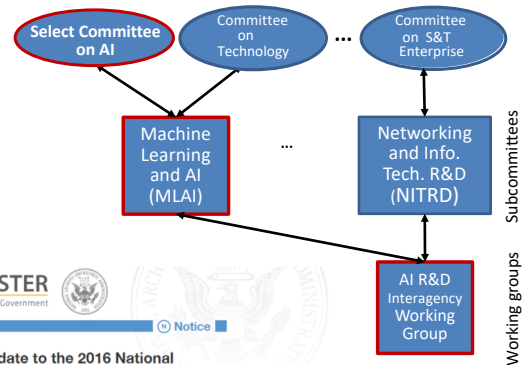 Select Committee
on AI
Committee
on
Technology
...
Committee
on S&T
Enterprise
Machine
Learning
and AI
(MLAI)
...
Networking
and Info.
Tech. R&D
(NITRD)
Subcommittees
AI R&D
Interagency
Working
Group
Working groups
STER
Government
N Notice
date to the 2016 National